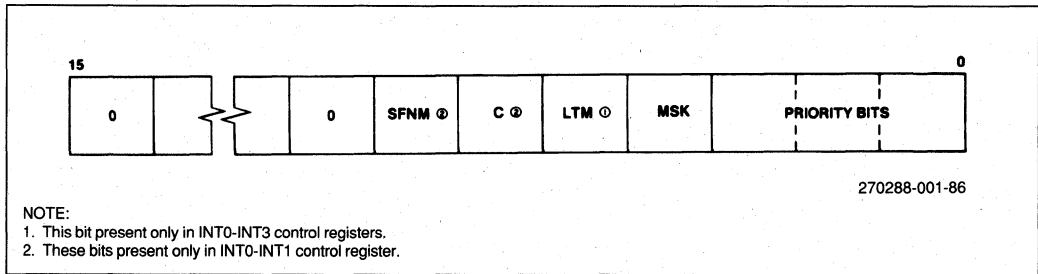 15 0
0 0 SFNM ② C ② LTM ① MSK PRIORITY BITS
270288-001-86
NOTE:
1. This bit present only in INT0-INT3 control registers.
2. These bits present only in INT0-INT1 control register.